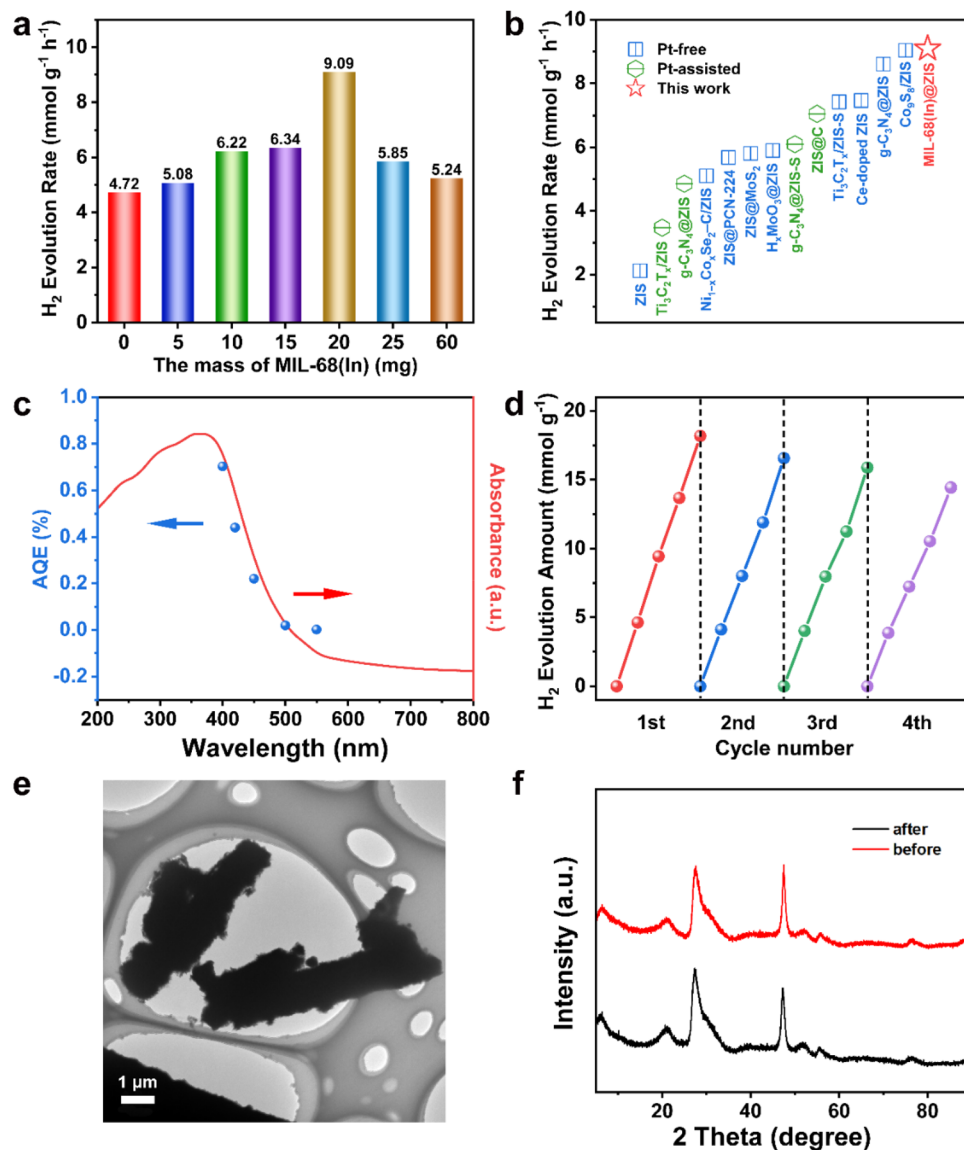 a
H₂ Evolution Rate (mmol g⁻¹ h⁻¹)
10
8
6
4
2
0
4.72
5.08
6.22
6.34
9.09
5.85
5.24
0
5
10
15
20
25
60
The mass of MIL-68(In) (mg)
b
H₂ Evolution Rate (mmol g⁻¹ h⁻¹)
10
8
6
4
2
Pt-free
Pt-assisted
This work
ZIS
Ti₃C₂Tₓ/ZIS
g-C₃N₄@ZIS
Ni₁₋ₓCoₓSe₂–C/ZIS
ZIS@PCN-224
ZIS@MoS₂
HₓMoO₃@ZIS
g-C₃N₄@ZIS-S
ZIS@C
Ti₃C₂Tₓ/ZIS-S
Ce-doped ZIS
g-C₃N₄@ZIS
Co₉S₈/ZIS
MIL-68(In)@ZIS
c
AQE (%)
1.0
0.8
0.6
0.4
0.2
0.0
-0.2
Absorbance (a.u.)
200
300
400
500
600
700
800
Wavelength (nm)
d
H₂ Evolution Amount (mmol g⁻¹)
20
15
10
5
0
1st
2nd
3rd
4th
Cycle number
e
1 μm
f
Intensity (a.u.)
after
before
20
40
60
80
2 Theta (degree)